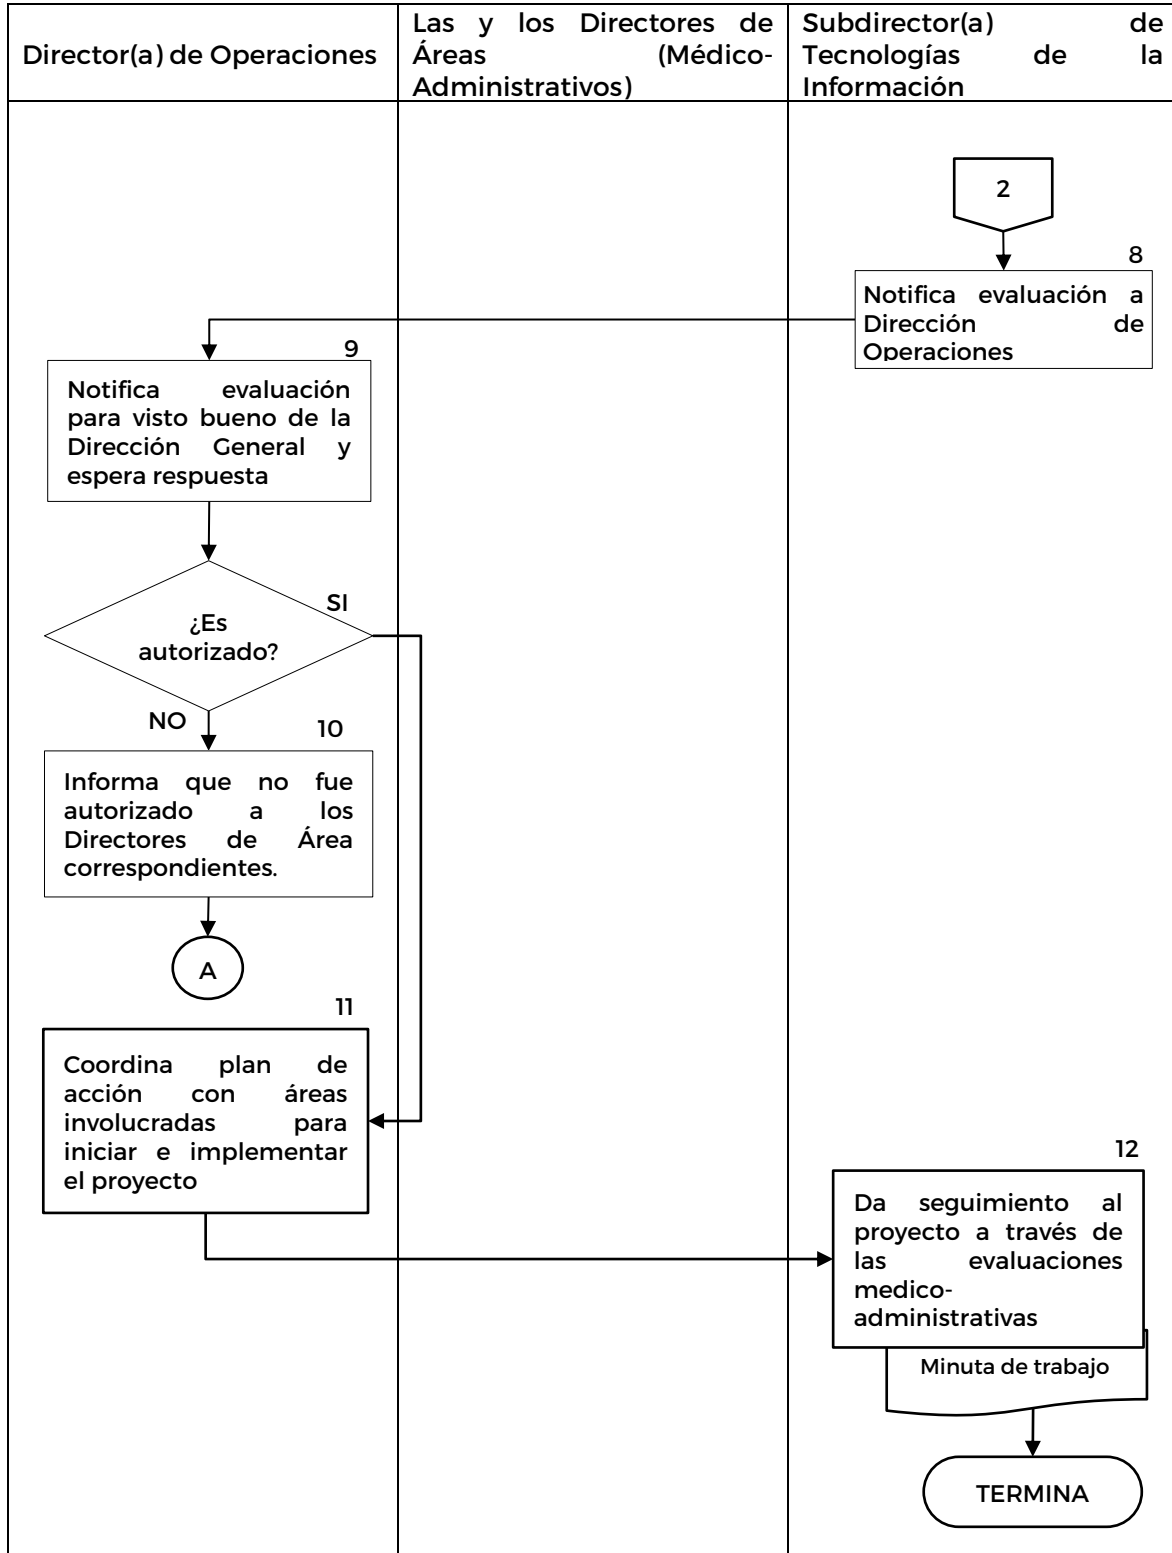 Director(a) de Operaciones
Las y los Directores de
Áreas (Médico-
Administrativos)
Subdirector(a) de
Tecnologías de la
Información
2
8
Notifica evaluación a
Dirección de
Operaciones
9
Notifica evaluación
para visto bueno de la
Dirección General y
espera respuesta
SI
¿Es
autorizado?
NO
10
Informa que no fue
autorizado a los
Directores de Área
correspondientes.
A
11
Coordina plan de
acción con áreas
involucradas para
iniciar e implementar
el proyecto
12
Da seguimiento al
proyecto a través de
las evaluaciones
medico-
administrativas
Minuta de trabajo
TERMINA